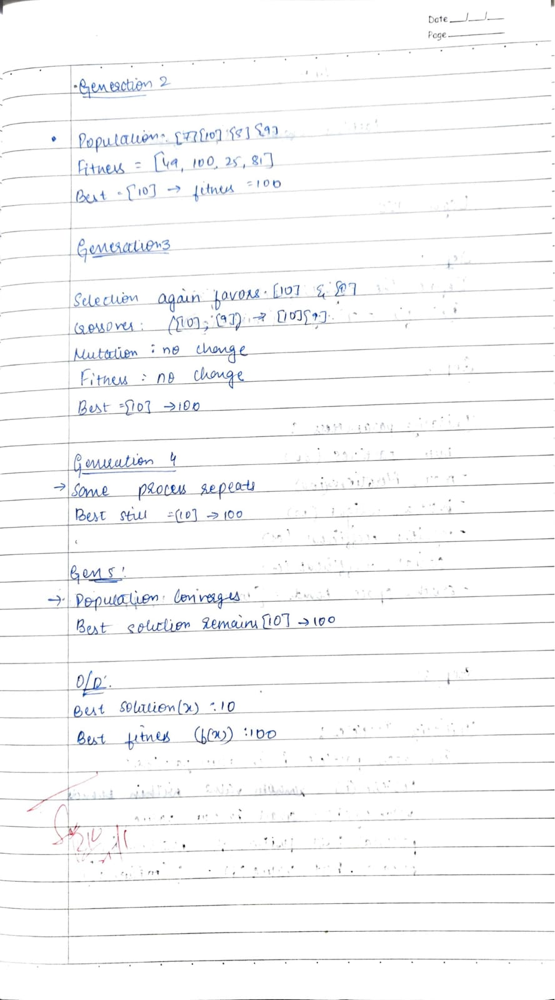 Date
Page
Generation 2
Population: [7] [10] [5] [9]
Fitness = [49, 100, 25, 81]
Best = [10] → fitness = 100
Generation 3
Selection again favors [10] & [9]
Crossover: ([10], [9]) → [10] [9].
Mutation : no change
Fitness : no change
Best = [10] → 100
Generation 4
→ Same process repeats
Best still = [10] → 100
Gen 5:
→ Population converges
Best solution remains [10] → 100
O/P:
Best solution (x) : 10
Best fitness (f(x)) : 100